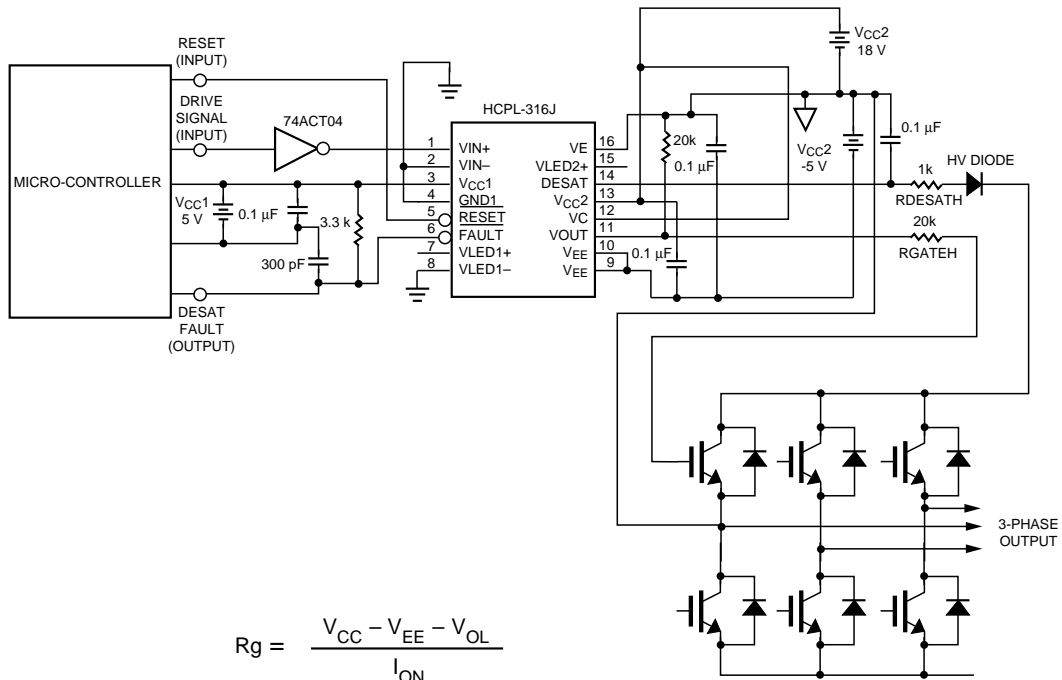 RESET
(INPUT)
DRIVE
SIGNAL
(INPUT)
74ACT04
MICRO-CONTROLLER
VCC1
5 V
0.1 µF
3.3 k
300 pF
DESAT
FAULT
(OUTPUT)
HCPL-316J
1 VIN+
2 VIN–
3 VCC1
4 GND1
5 RESET
6 FAULT
7 VLED1+
8 VLED1–
VE 16
VLED2+ 15
DESAT 14
VCC2 13
VC 12
VOUT 11
VEE 10
VEE 9
20k
0.1 µF
0.1 µF
VCC2
18 V
VCC2
-5 V
0.1 µF
HV DIODE
1k
RDESATH
20k
RGATEH
3-PHASE
OUTPUT
Rg = VCC – VEE – VOL
ION